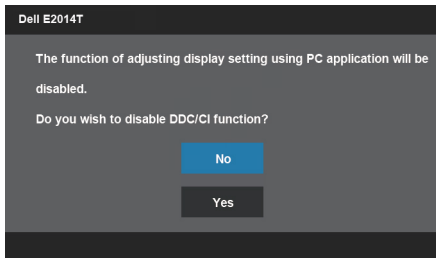 Dell E2014T
The function of adjusting display setting using PC application will be
disabled.
Do you wish to disable DDC/CI function?
No
Yes